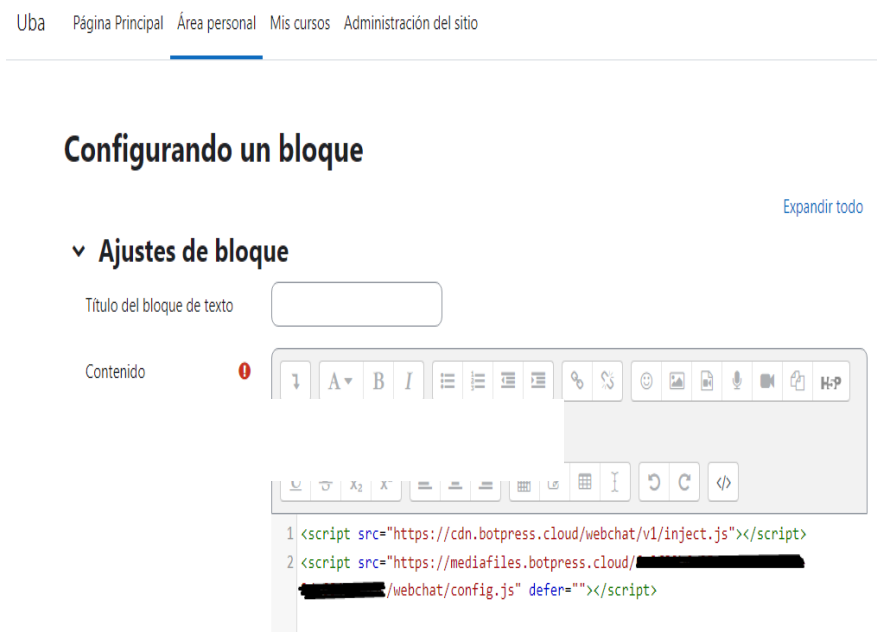 Uba Página Principal Área personal Mis cursos Administración del sitio
Configurando un bloque
Expandir todo
Ajustes de bloque
Título del bloque de texto
Contenido
A B I H-P
U S X₂ X
</>
1 <script src="https://cdn.botpress.cloud/webchat/v1/inject.js"></script>
2 <script src="https://mediafiles.botpress.cloud/
/webchat/config.js" defer=""></script>